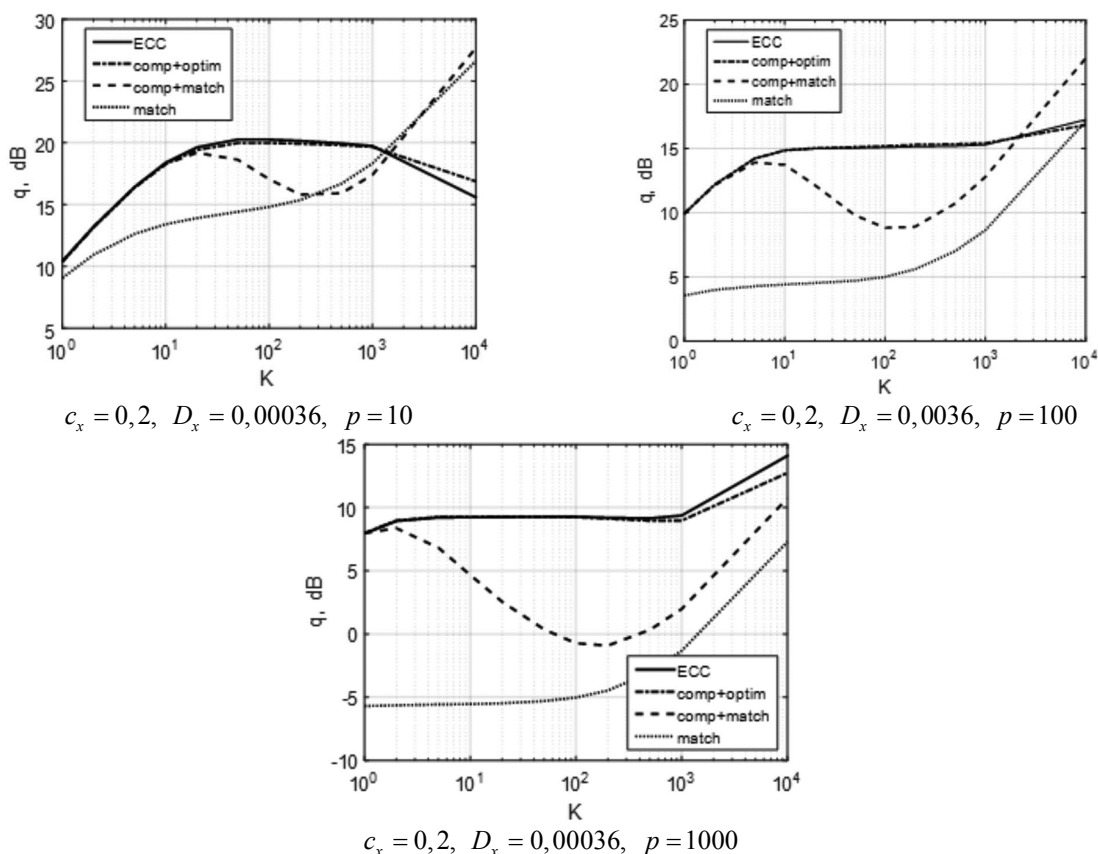 30
25
20
15
10
5
q, dB
ECC
comp+optim
comp+match
match
10^0 10^1 10^2 10^3 10^4
K
c_x = 0,2, D_x = 0,00036, p = 10
25
20
15
10
5
0
q, dB
ECC
comp+optim
comp+match
match
10^0 10^1 10^2 10^3 10^4
K
c_x = 0,2, D_x = 0,0036, p = 100
15
10
5
0
-5
-10
q, dB
ECC
comp+optim
comp+match
match
10^0 10^1 10^2 10^3 10^4
K
c_x = 0,2, D_x = 0,00036, p = 1000